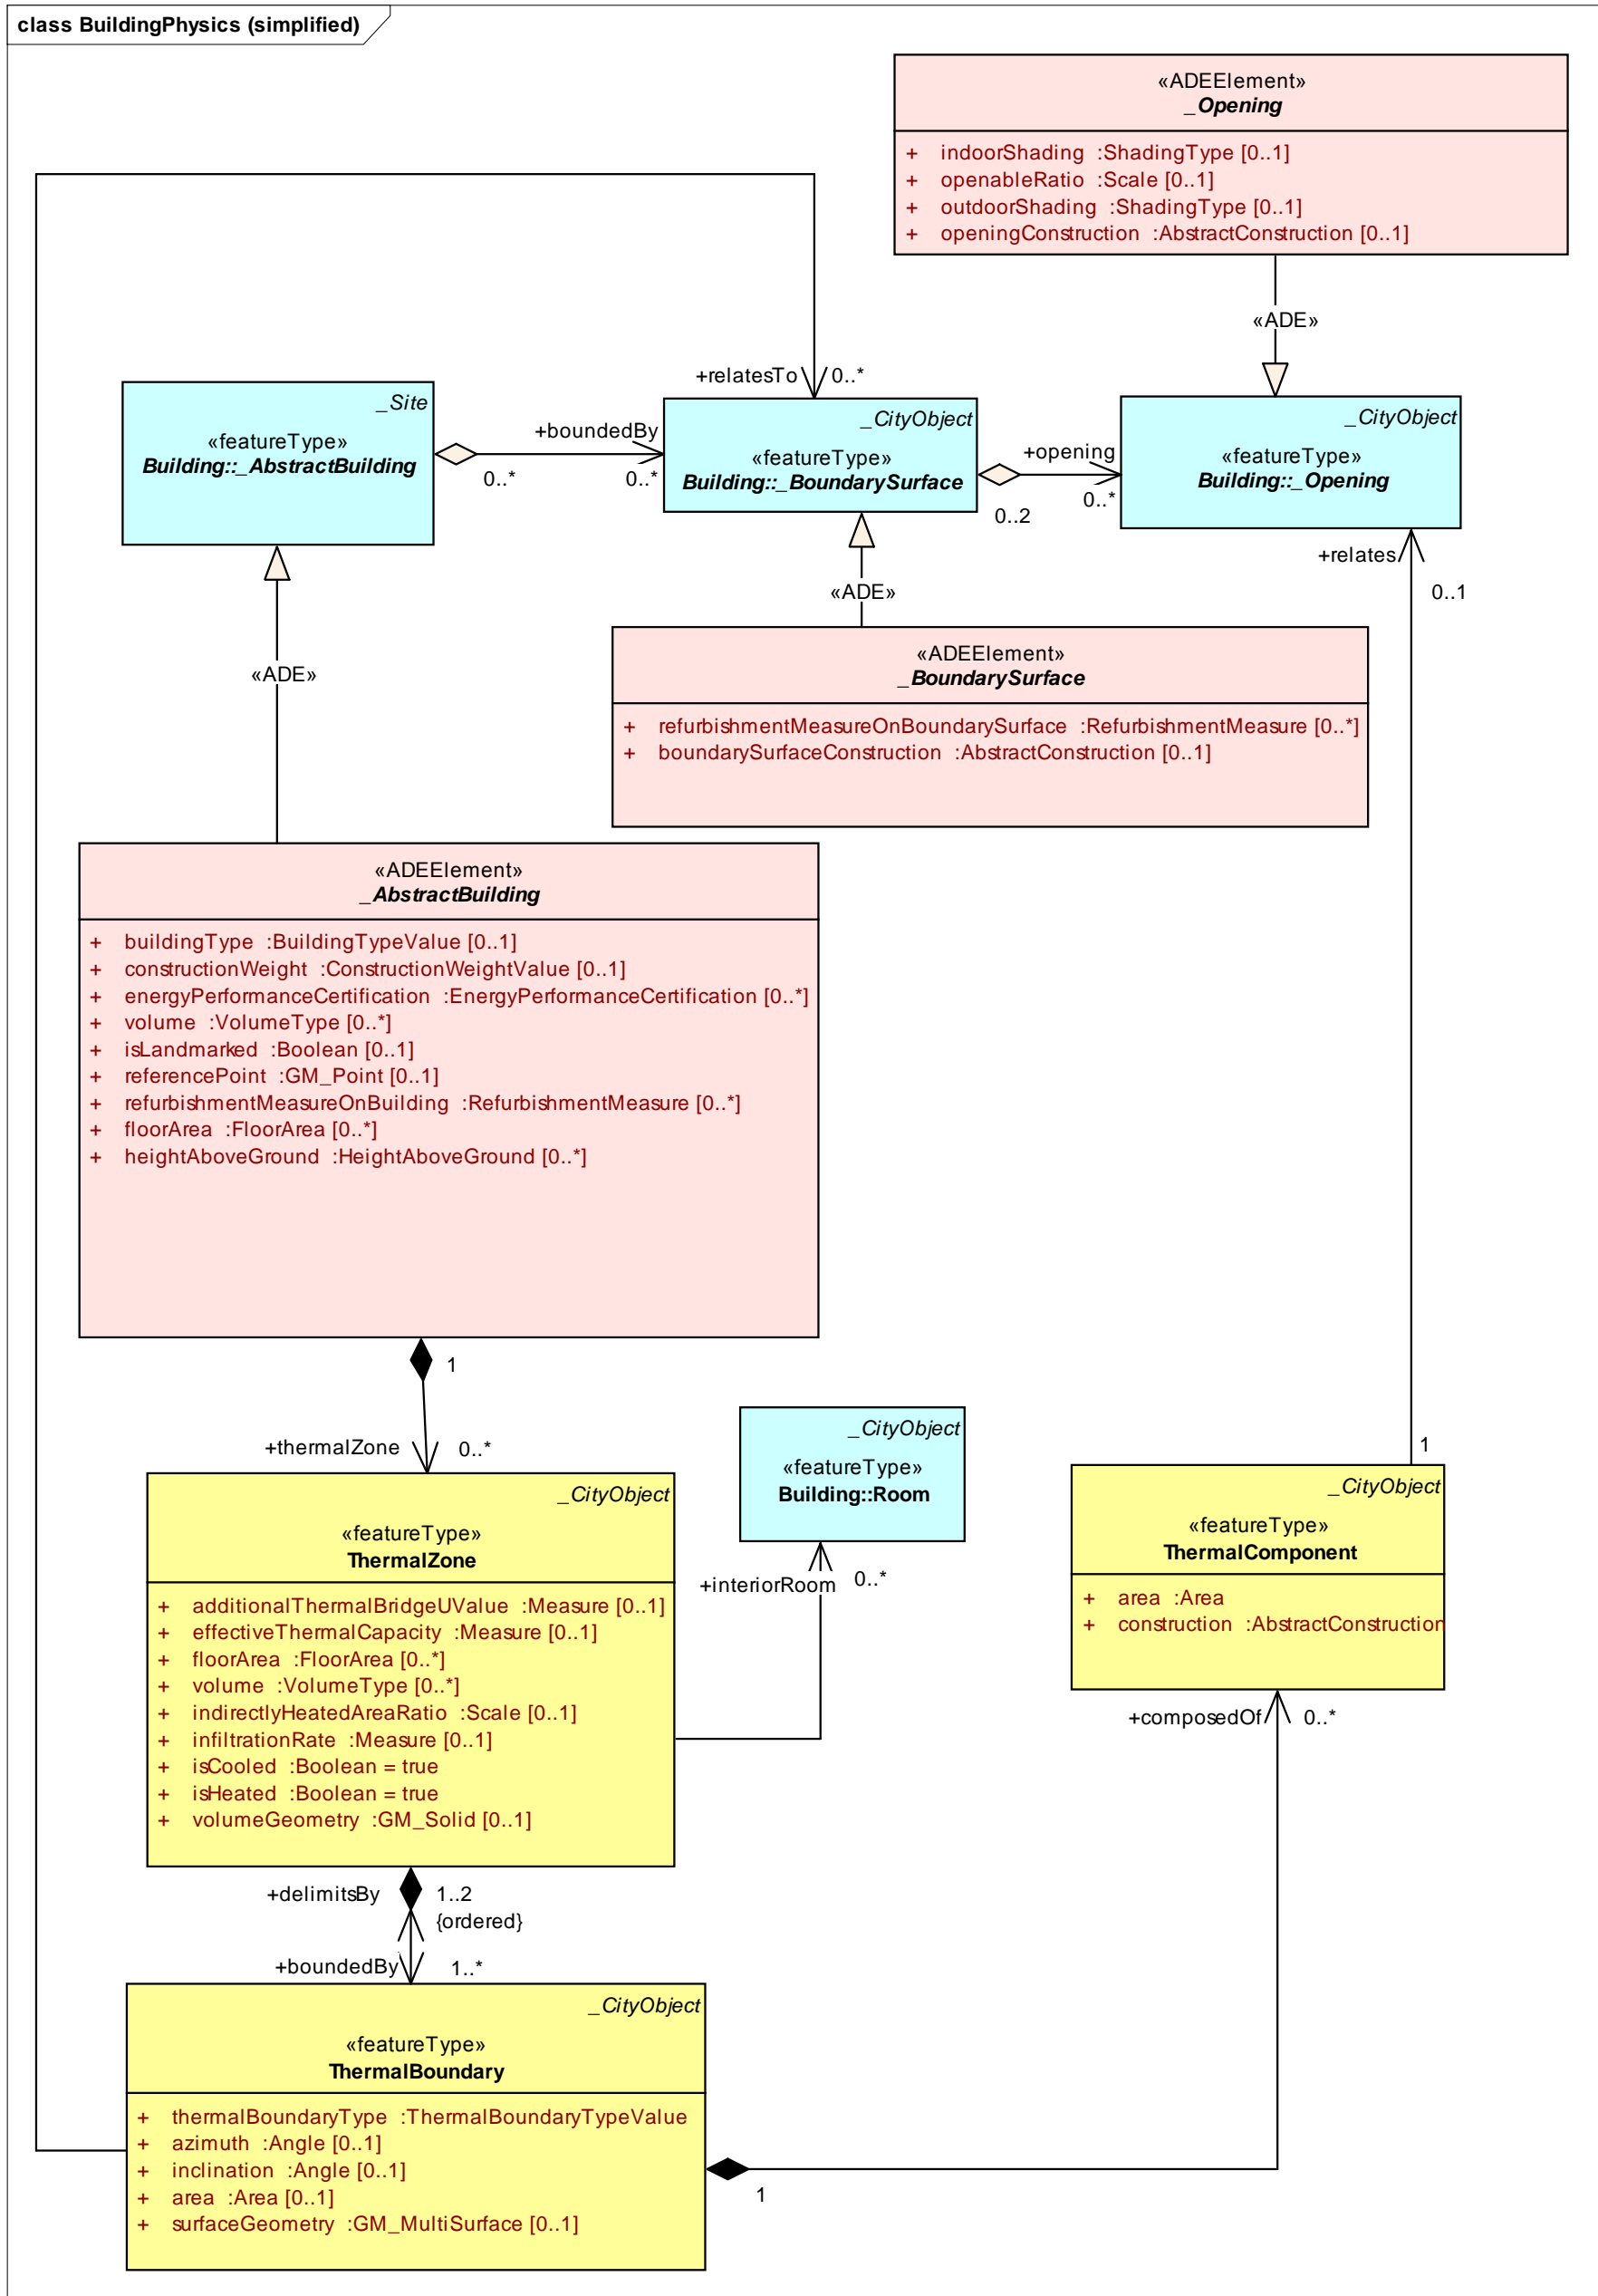 class BuildingPhysics (simplified)
«ADEElement»
_Opening
+ indoorShading :ShadingType [0..1]
+ openableRatio :Scale [0..1]
+ outdoorShading :ShadingType [0..1]
+ openingConstruction :AbstractConstruction [0..1]
«ADE»
+relatesTo 0..*
_Site
«featureType»
Building::_AbstractBuilding
+boundedBy
0..* 0..*
_CityObject
«featureType»
Building::_BoundarySurface
+opening
0..2 0..*
_CityObject
«featureType»
Building::_Opening
+relates
0..1
«ADE»
«ADE»
«ADEElement»
_BoundarySurface
+ refurbishmentMeasureOnBoundarySurface :RefurbishmentMeasure [0..*]
+ boundarySurfaceConstruction :AbstractConstruction [0..1]
«ADEElement»
_AbstractBuilding
+ buildingType :BuildingTypeValue [0..1]
+ constructionWeight :ConstructionWeightValue [0..1]
+ energyPerformanceCertification :EnergyPerformanceCertification [0..*]
+ volume :VolumeType [0..*]
+ isLandmarked :Boolean [0..1]
+ referencePoint :GM_Point [0..1]
+ refurbishmentMeasureOnBuilding :RefurbishmentMeasure [0..*]
+ floorArea :FloorArea [0..*]
+ heightAboveGround :HeightAboveGround [0..*]
1
+thermalZone 0..*
_CityObject
«featureType»
ThermalZone
+ additionalThermalBridgeUValue :Measure [0..1]
+ effectiveThermalCapacity :Measure [0..1]
+ floorArea :FloorArea [0..*]
+ volume :VolumeType [0..*]
+ indirectlyHeatedAreaRatio :Scale [0..1]
+ infiltrationRate :Measure [0..1]
+ isCooled :Boolean = true
+ isHeated :Boolean = true
+ volumeGeometry :GM_Solid [0..1]
_CityObject
«featureType»
Building::Room
+interiorRoom 0..*
1
_CityObject
«featureType»
ThermalComponent
+ area :Area
+ construction :AbstractConstruction
+composedOf 0..*
+delimitsBy 1..2
{ordered}
+boundedBy 1..*
_CityObject
«featureType»
ThermalBoundary
+ thermalBoundaryType :ThermalBoundaryTypeValue
+ azimuth :Angle [0..1]
+ inclination :Angle [0..1]
+ area :Area [0..1]
+ surfaceGeometry :GM_MultiSurface [0..1]
1